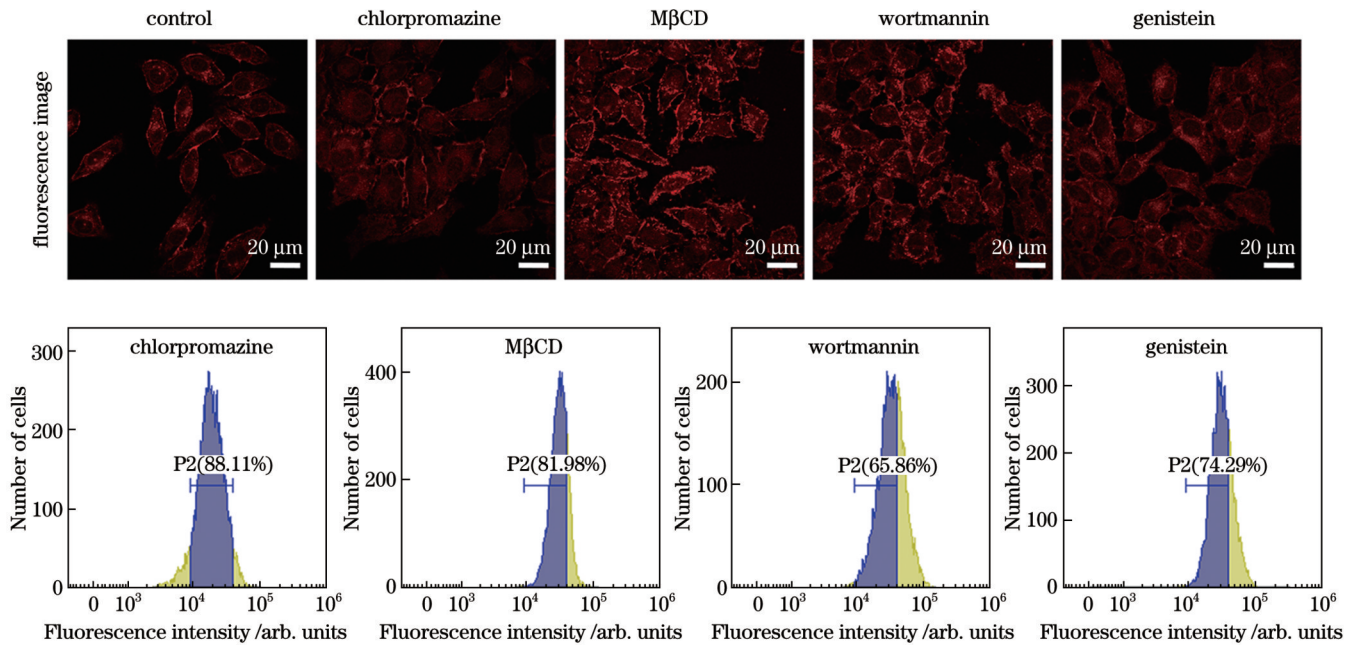 control chlorpromazine MβCD wortmannin genistein
fluorescence image
20 μm 20 μm 20 μm 20 μm 20 μm
chlorpromazine
Number of cells
300
200
100
0
P2(88.11%)
0 10³ 10⁴ 10⁵ 10⁶
Fluorescence intensity /arb. units
MβCD
Number of cells
400
200
0
P2(81.98%)
0 10³ 10⁴ 10⁵ 10⁶
Fluorescence intensity /arb. units
wortmannin
Number of cells
200
100
0
P2(65.86%)
0 10³ 10⁴ 10⁵ 10⁶
Fluorescence intensity /arb. units
genistein
Number of cells
300
200
100
0
P2(74.29%)
0 10³ 10⁴ 10⁵ 10⁶
Fluorescence intensity /arb. units